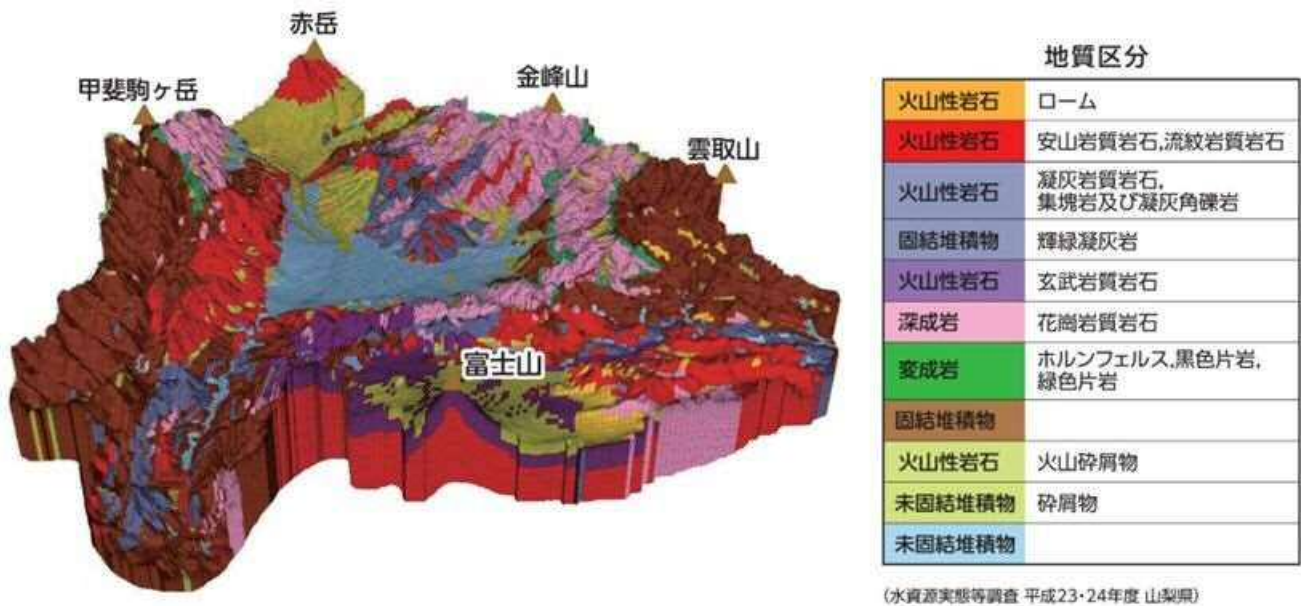 赤岳
甲斐駒ヶ岳
金峰山
雲取山
富士山
地質区分
火山性岩石 ローム
火山性岩石 安山岩質岩石,流紋岩質岩石
火山性岩石 凝灰岩質岩石,
集塊岩及び凝灰角礫岩
固結堆積物 輝緑凝灰岩
火山性岩石 玄武岩質岩石
深成岩 花崗岩質岩石
変成岩 ホルンフェルス,黒色片岩,
緑色片岩
固結堆積物
火山性岩石 火山砕屑物
未固結堆積物 砕屑物
未固結堆積物
(水資源実態等調査 平成23・24年度 山梨県)